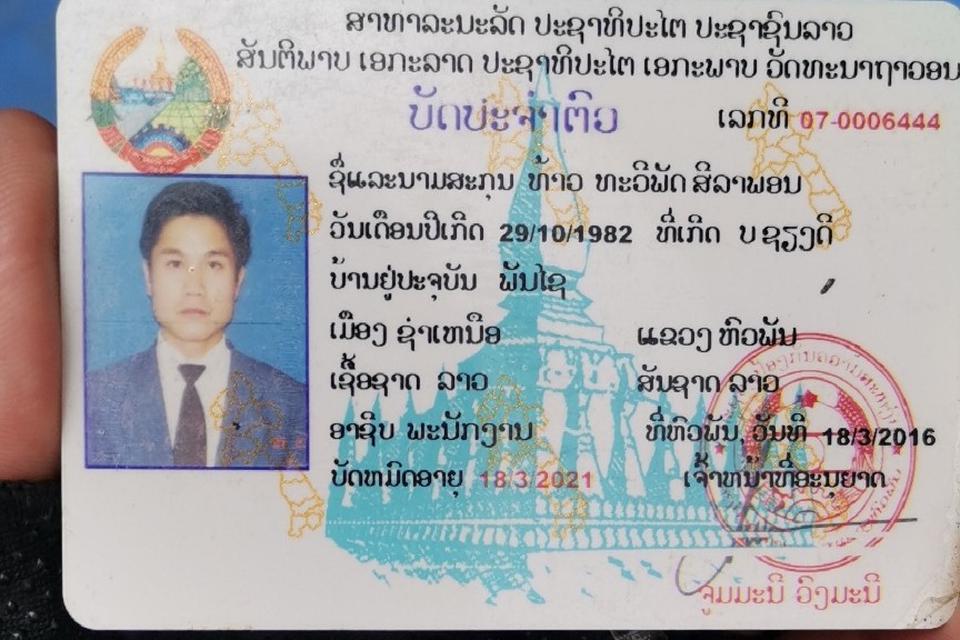 ສາທາລະນະລັດ ປະຊາທິປະໄຕ ປະຊາຊົນລາວ
ສັນຕິພາບ ເອກະລາດ ປະຊາທິປະໄຕ ເອກະພາບ ວັດທະນາຖາວອນ
ບັດປະຈຳຕົວ
ເລກທີ 07-0006444
ຊື່ແລະນາມສະກຸນ ທ້າວ ທະວີພັດ ສີລາພອນ
ວັນເດືອນປີເກີດ 29/10/1982 ທີ່ເກີດ ບ ຊຽງດີ
ບ້ານຢູ່ປະຈຸບັນ ພັນໄຊ
ເມືອງ ຊຳເຫນືອ ແຂວງ ຫົວພັນ
ເຊື້ອຊາດ ລາວ ສັນຊາດ ລາວ
ອາຊີບ ພະນັກງານ ທີ່ຫົວພັນ, ວັນທີ 18/3/2016
ບັດຫມົດອາຍຸ 18/3/2021 ເຈົ້າຫນ້າທີ່ອະນຸຍາດ
ຈູມມະນີ ວົງມະນີ